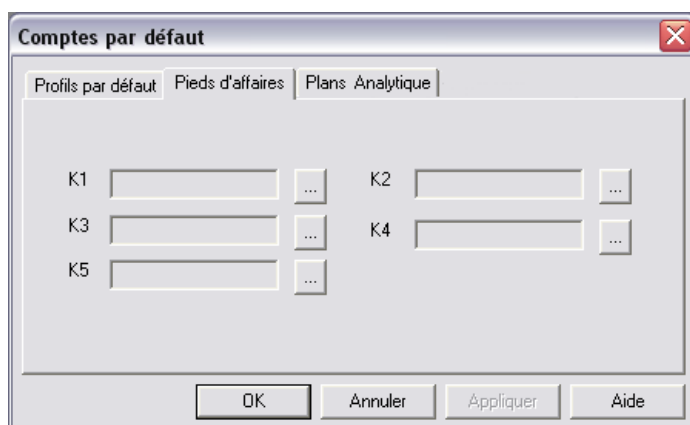 Comptes par défaut
Profils par défaut Pieds d'affaires Plans Analytique
K1 ... K2 ...
K3 ... K4 ...
K5 ...
OK Annuler Appliquer Aide